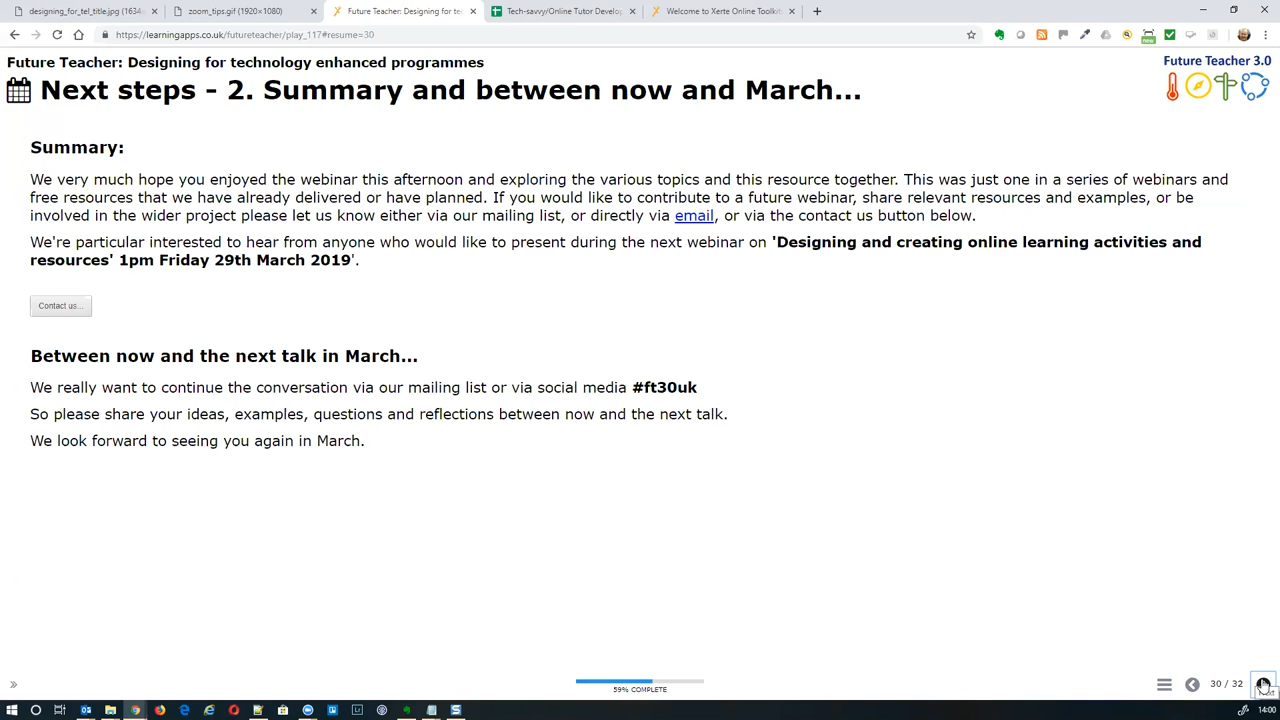 designing_for_tel_title.jpg (1634×
zoom_tips.gif (1920×1080)
Future Teacher: Designing for te
Tech-savvy/Online Tutor Develop
Welcome to Xerte Online Toolkit
https://learningapps.co.uk/futureteacher/play_117#resume=30
Future Teacher: Designing for technology enhanced programmes
Future Teacher 3.0
Next steps - 2. Summary and between now and March...
Summary:
We very much hope you enjoyed the webinar this afternoon and exploring the various topics and this resource together. This was just one in a series of webinars and
free resources that we have already delivered or have planned. If you would like to contribute to a future webinar, share relevant resources and examples, or be
involved in the wider project please let us know either via our mailing list, or directly via email, or via the contact us button below.
We're particular interested to hear from anyone who would like to present during the next webinar on 'Designing and creating online learning activities and
resources' 1pm Friday 29th March 2019'.
Contact us...
Between now and the next talk in March...
We really want to continue the conversation via our mailing list or via social media #ft30uk
So please share your ideas, examples, questions and reflections between now and the next talk.
We look forward to seeing you again in March.
59% COMPLETE
30 / 32
14:00